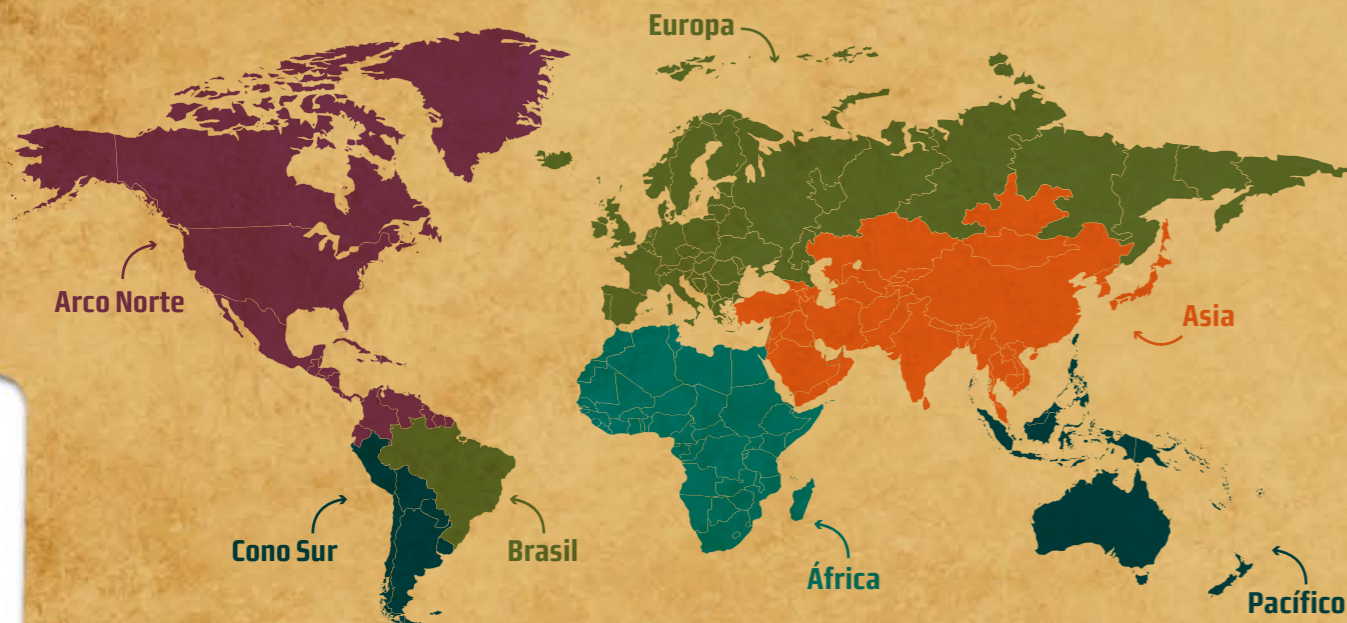 Europa
Arco Norte
Asia
Cono Sur
Brasil
África
Pacífico